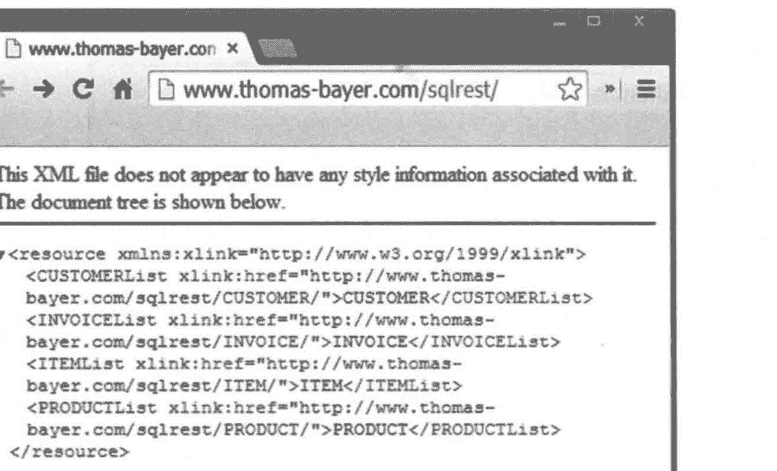 www.thomas-bayer.con
www.thomas-bayer.com/sqlrest/
This XML file does not appear to have any style information associated with it.
The document tree is shown below.
▾<resource xmlns:xlink="http://www.w3.org/1999/xlink">
<CUSTOMERList xlink:href="http://www.thomas-
bayer.com/sqlrest/CUSTOMER/">CUSTOMER</CUSTOMERList>
<INVOICEList xlink:href="http://www.thomas-
bayer.com/sqlrest/INVOICE/">INVOICE</INVOICEList>
<ITEMList xlink:href="http://www.thomas-
bayer.com/sqlrest/ITEM/">ITEM</ITEMList>
<PRODUCTList xlink:href="http://www.thomas-
bayer.com/sqlrest/PRODUCT/">PRODUCT</PRODUCTList>
</resource>